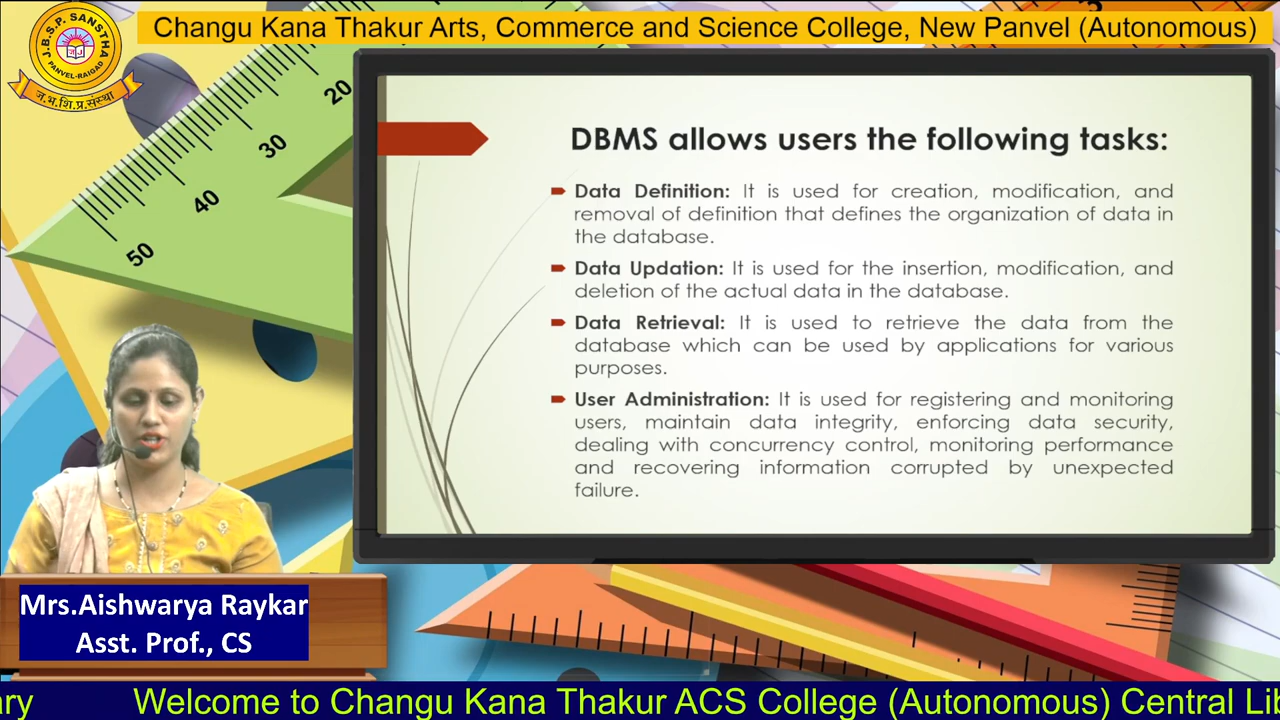 Changu Kana Thakur Arts, Commerce and Science College, New Panvel (Autonomous)
J.B.S.P. SANSTHA
PANVEL-RAIGAD
ज.भ.शि.प्र.संस्था
20
30
40
50
DBMS allows users the following tasks:
Data Definition: It is used for creation, modification, and
removal of definition that defines the organization of data in
the database.
Data Updation: It is used for the insertion, modification, and
deletion of the actual data in the database.
Data Retrieval: It is used to retrieve the data from the
database which can be used by applications for various
purposes.
User Administration: It is used for registering and monitoring
users, maintain data integrity, enforcing data security,
dealing with concurrency control, monitoring performance
and recovering information corrupted by unexpected
failure.
Mrs.Aishwarya Raykar
Asst. Prof., CS
ry Welcome to Changu Kana Thakur ACS College (Autonomous) Central Li